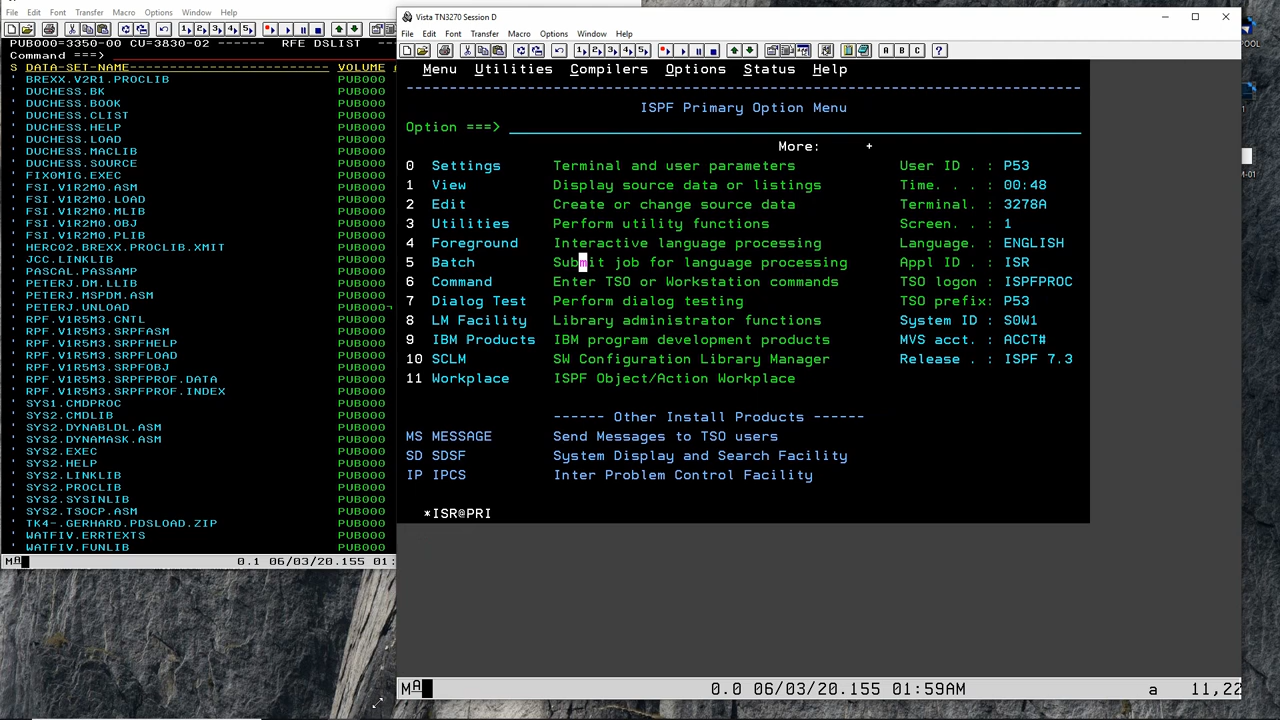 File Edit Font Transfer Macro Options Window Help
PUB000=3350-00 CU=3830-02 ------ RFE DSLIST --
Command ===>
S DATA-SET-NAME------------------------------- VOLUME
' BREXX.V2R1.PROCLIB PUB000
' DUCHESS.BK PUB000
' DUCHESS.BOOK PUB000
' DUCHESS.CLIST PUB000
' DUCHESS.HELP PUB000
' DUCHESS.LOAD PUB000
' DUCHESS.MACLIB PUB000
' DUCHESS.SOURCE PUB000
' FIXOMIG.EXEC PUB000
' FSI.V1R2M0.ASM PUB000
' FSI.V1R2M0.LOAD PUB000
' FSI.V1R2M0.MLIB PUB000
' FSI.V1R2M0.OBJ PUB000
' FSI.V1R2M0.PLIB PUB000
' HERC02.BREXX.PROCLIB.XMIT PUB000
' JCC.LINKLIB PUB000
' PASCAL.PASSAMP PUB000
' PETERJ.DM.LLIB PUB000
' PETERJ.MSPDM.ASM PUB000
' PETERJ.UNLOAD PUB000¬
' RPF.V1R5M3.CNTL PUB000
' RPF.V1R5M3.SRPFASM PUB000
' RPF.V1R5M3.SRPFHELP PUB000
' RPF.V1R5M3.SRPFLOAD PUB000
' RPF.V1R5M3.SRPFOBJ PUB000
' RPF.V1R5M3.SRPFPROF.DATA PUB000
' RPF.V1R5M3.SRPFPROF.INDEX PUB000
' SYS1.CMDPROC PUB000
' SYS2.CMDLIB PUB000
' SYS2.DYNABLDL.ASM PUB000
' SYS2.DYNAMASK.ASM PUB000
' SYS2.EXEC PUB000
' SYS2.HELP PUB000
' SYS2.LINKLIB PUB000
' SYS2.PROCLIB PUB000
' SYS2.SYSINLIB PUB000
' SYS2.TSOCP.ASM PUB000
' TK4-.GERHARD.PDSLOAD.ZIP PUB000
' WATFIV.ERRTEXTS PUB000
' WATFIV.FUNLIB PUB000
MA 0.1 06/03/20.155 01:
Vista TN3270 Session D
File Edit Font Transfer Macro Options Window Help
A B C ?
Menu Utilities Compilers Options Status Help
------------------------------------------------------------------------------
ISPF Primary Option Menu
Option ===>
More: +
0 Settings Terminal and user parameters User ID . : P53
1 View Display source data or listings Time. . . : 00:48
2 Edit Create or change source data Terminal. : 3278A
3 Utilities Perform utility functions Screen. . : 1
4 Foreground Interactive language processing Language. : ENGLISH
5 Batch Submit job for language processing Appl ID . : ISR
6 Command Enter TSO or Workstation commands TSO logon : ISPFPROC
7 Dialog Test Perform dialog testing TSO prefix: P53
8 LM Facility Library administrator functions System ID : S0W1
9 IBM Products IBM program development products MVS acct. : ACCT#
10 SCLM SW Configuration Library Manager Release . : ISPF 7.3
11 Workplace ISPF Object/Action Workplace
------ Other Install Products ------
MS MESSAGE Send Messages to TSO users
SD SDSF System Display and Search Facility
IP IPCS Inter Problem Control Facility
*ISR@PRI
MA 0.0 06/03/20.155 01:59AM a 11,22